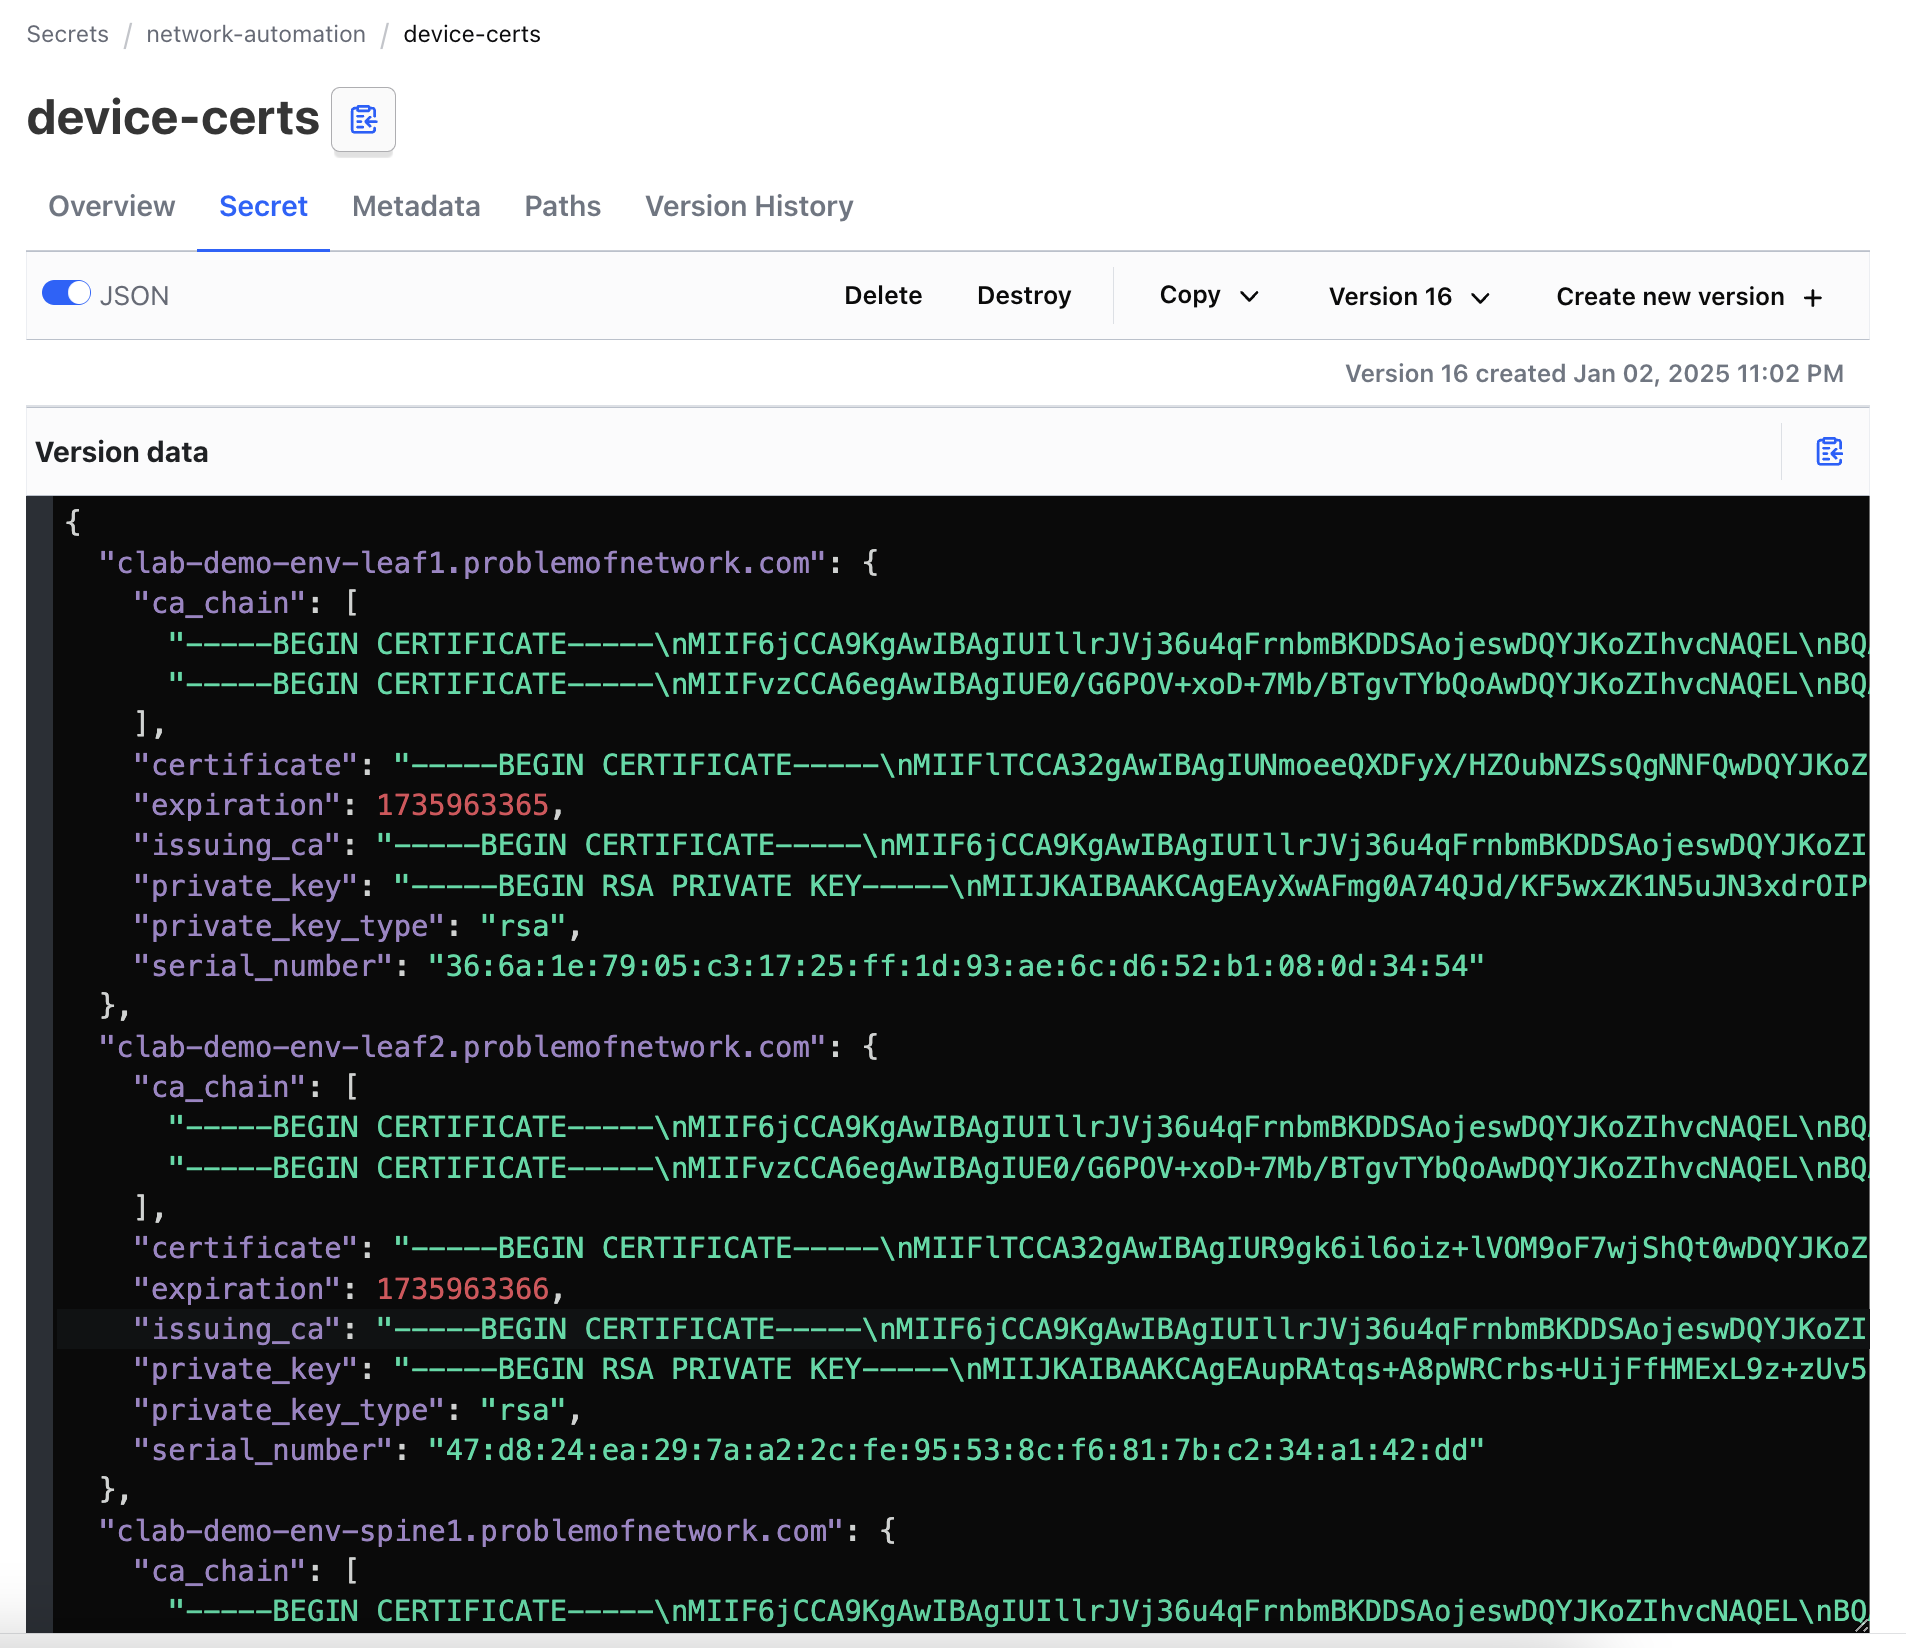 Secrets / network-automation / device-certs
device-certs
Overview Secret Metadata Paths Version History
JSON Delete Destroy Copy Version 16 Create new version +
Version 16 created Jan 02, 2025 11:02 PM
Version data
{
"clab-demo-env-leaf1.problemofnetwork.com": {
"ca_chain": [
"-----BEGIN CERTIFICATE-----\nMIIF6jCCA9KgAwIBAgIUIllrJVj36u4qFrnbmBKDDSAojeswDQYJKoZIhvcNAQEL\nBQ
"-----BEGIN CERTIFICATE-----\nMIIFvzCCA6egAwIBAgIUE0/G6POV+xoD+7Mb/BTgvTYbQoAwDQYJKoZIhvcNAQEL\nBQ
],
"certificate": "-----BEGIN CERTIFICATE-----\nMIIFlTCCA32gAwIBAgIUNmoeeQXDFyX/HZOubNZSsQgNNFQwDQYJKoZ
"expiration": 1735963365,
"issuing_ca": "-----BEGIN CERTIFICATE-----\nMIIF6jCCA9KgAwIBAgIUIllrJVj36u4qFrnbmBKDDSAojeswDQYJKoZI
"private_key": "-----BEGIN RSA PRIVATE KEY-----\nMIIJKAIBAAKCAgEAyXwAFmg0A74QJd/KF5wxZK1N5uJN3xdrOIP
"private_key_type": "rsa",
"serial_number": "36:6a:1e:79:05:c3:17:25:ff:1d:93:ae:6c:d6:52:b1:08:0d:34:54"
},
"clab-demo-env-leaf2.problemofnetwork.com": {
"ca_chain": [
"-----BEGIN CERTIFICATE-----\nMIIF6jCCA9KgAwIBAgIUIllrJVj36u4qFrnbmBKDDSAojeswDQYJKoZIhvcNAQEL\nBQ
"-----BEGIN CERTIFICATE-----\nMIIFvzCCA6egAwIBAgIUE0/G6POV+xoD+7Mb/BTgvTYbQoAwDQYJKoZIhvcNAQEL\nBQ
],
"certificate": "-----BEGIN CERTIFICATE-----\nMIIFlTCCA32gAwIBAgIUR9gk6il6oiz+lVOM9oF7wjShQt0wDQYJKoZ
"expiration": 1735963366,
"issuing_ca": "-----BEGIN CERTIFICATE-----\nMIIF6jCCA9KgAwIBAgIUIllrJVj36u4qFrnbmBKDDSAojeswDQYJKoZI
"private_key": "-----BEGIN RSA PRIVATE KEY-----\nMIIJKAIBAAKCAgEAupRAtqs+A8pWRCrbs+UijFfHMExL9z+zUv5
"private_key_type": "rsa",
"serial_number": "47:d8:24:ea:29:7a:a2:2c:fe:95:53:8c:f6:81:7b:c2:34:a1:42:dd"
},
"clab-demo-env-spine1.problemofnetwork.com": {
"ca_chain": [
"-----BEGIN CERTIFICATE-----\nMIIF6jCCA9KgAwIBAgIUIllrJVj36u4qFrnbmBKDDSAojeswDQYJKoZIhvcNAQEL\nBQ